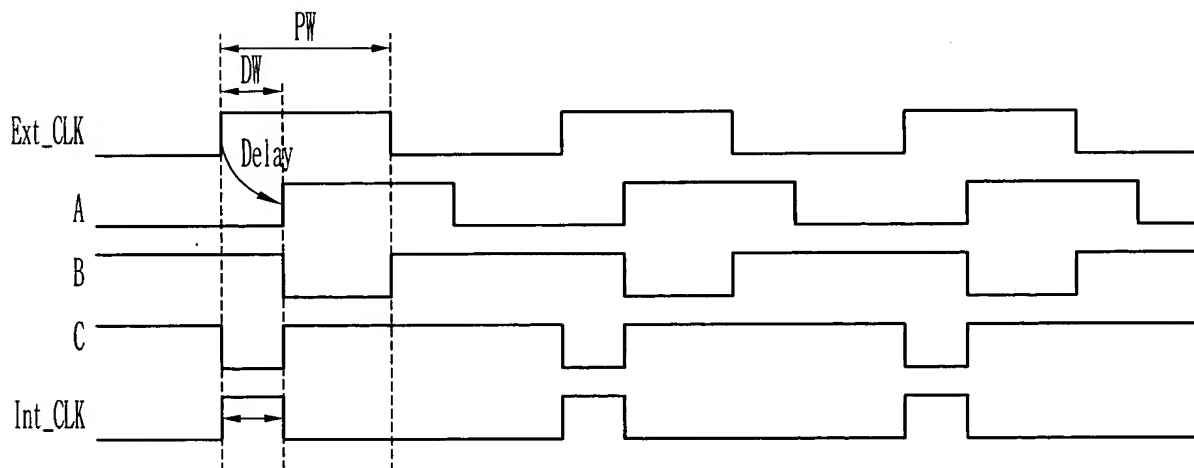 PW
DW
Ext_CLK
Delay
A
B
C
Int_CLK